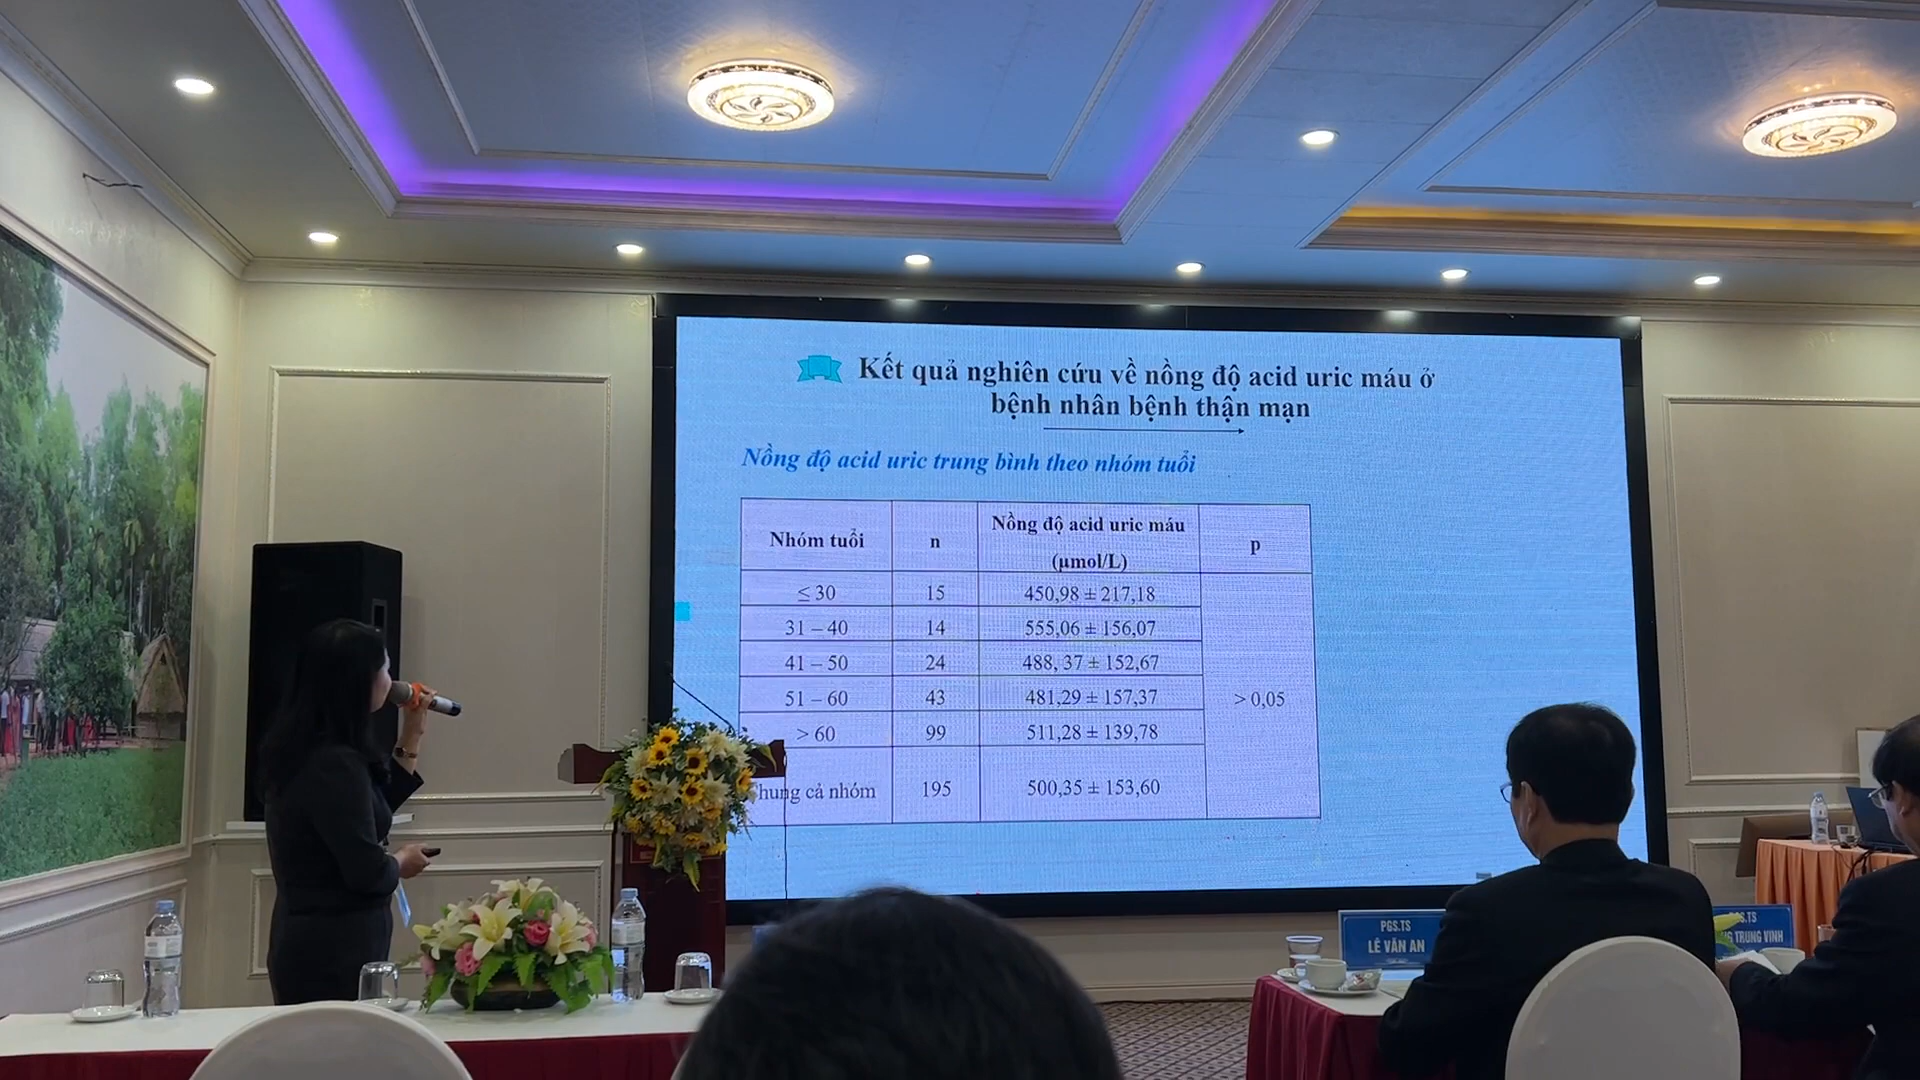 Kết quả nghiên cứu về nồng độ acid uric máu ở
bệnh nhân bệnh thận mạn
Nồng độ acid uric trung bình theo nhóm tuổi
Nhóm tuổi n Nồng độ acid uric máu (µmol/L) p
≤ 30 15 450,98 ± 217,18
31 – 40 14 555,06 ± 156,07
41 – 50 24 488, 37 ± 152,67
51 – 60 43 481,29 ± 157,37 > 0,05
> 60 99 511,28 ± 139,78
hung cả nhóm 195 500,35 ± 153,60
PGS.TS
LÊ VĂN AN
TRUNG VINH